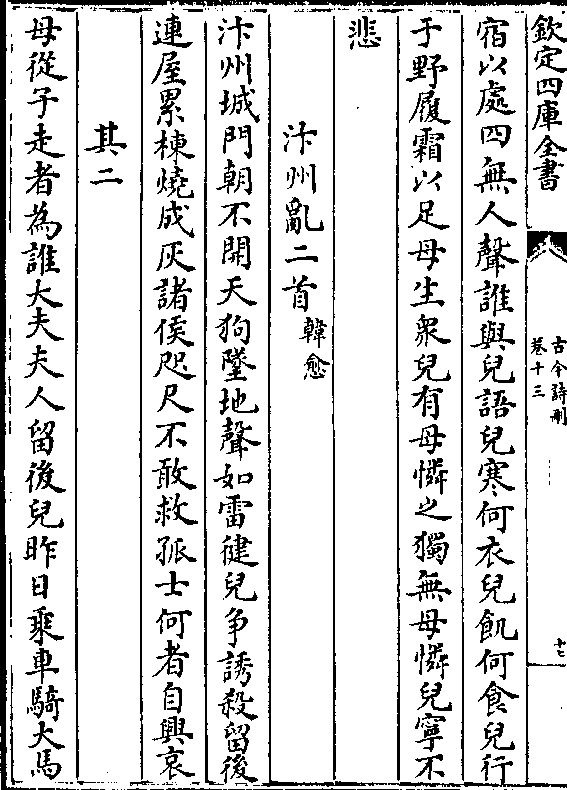 欽定四庫全書
古今詩刪
卷十三
十七
宿以處四無人聲誰與兒語兒寒何衣兒飢何食兒行
于野履霜以足母生衆兒有母憐之獨無母憐兒寧不
悲
汴州亂二首韓愈
汴州城門朝不開天狗墮地聲如雷健兒爭誘殺留後
連屋累棟燒成灰諸侯咫尺不敢救孤士何者自興哀
其二
母從子走者為誰大夫夫人留後兒昨日乘車騎大馬